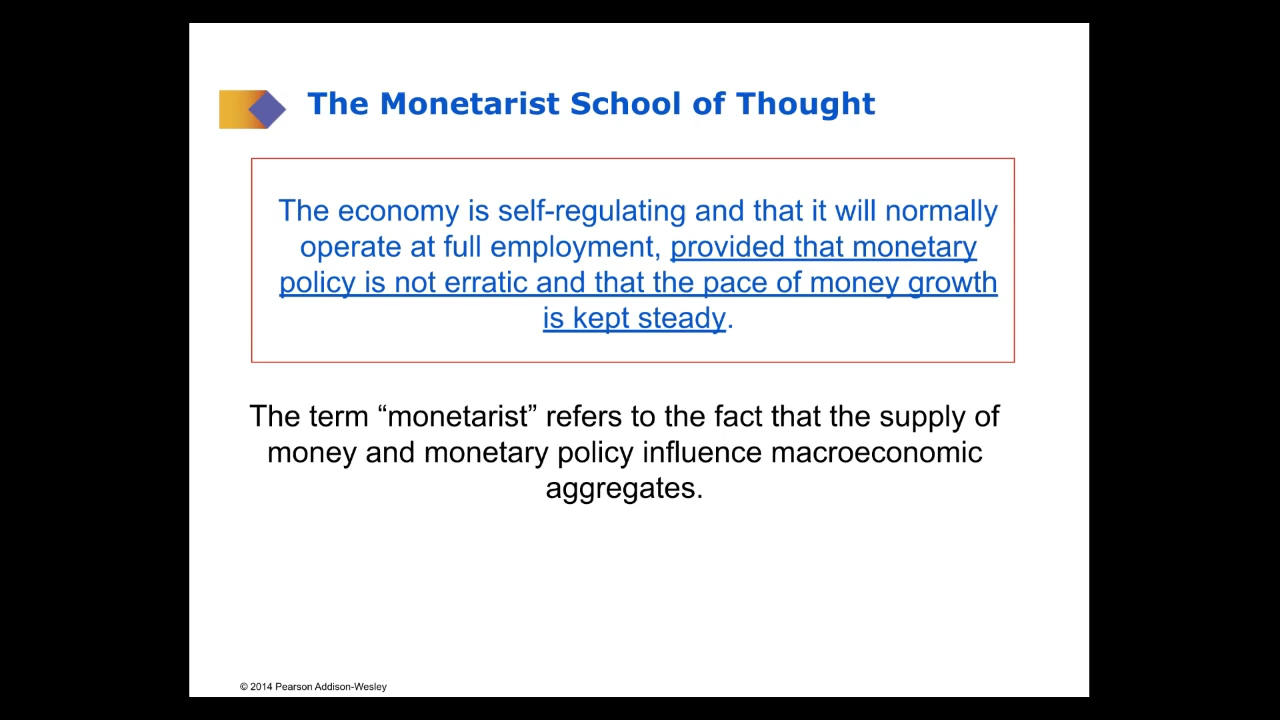 The Monetarist School of Thought
The economy is self-regulating and that it will normally
operate at full employment, provided that monetary
policy is not erratic and that the pace of money growth
is kept steady.
The term “monetarist” refers to the fact that the supply of
money and monetary policy influence macroeconomic
aggregates.
© 2014 Pearson Addison-Wesley